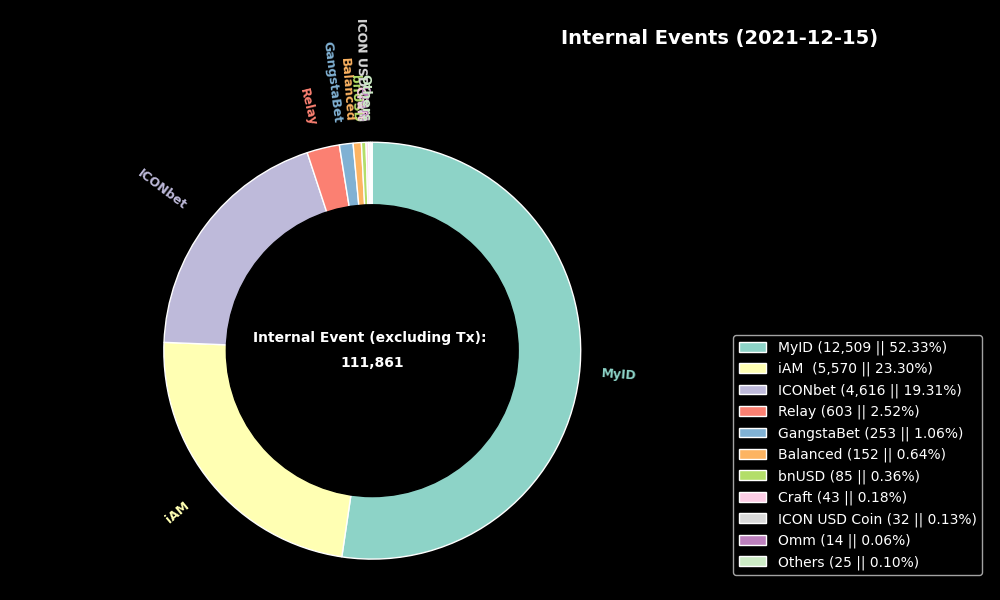 Internal Events (2021-12-15)
ICON USD Coin
Others
GangstaBet
Balanced
bnUSD
Relay
ICONbet
Internal Event (excluding Tx):
111,861
MyID
iAM
MyID (12,509 || 52.33%)
iAM  (5,570 || 23.30%)
ICONbet (4,616 || 19.31%)
Relay (603 || 2.52%)
GangstaBet (253 || 1.06%)
Balanced (152 || 0.64%)
bnUSD (85 || 0.36%)
Craft (43 || 0.18%)
ICON USD Coin (32 || 0.13%)
Omm (14 || 0.06%)
Others (25 || 0.10%)